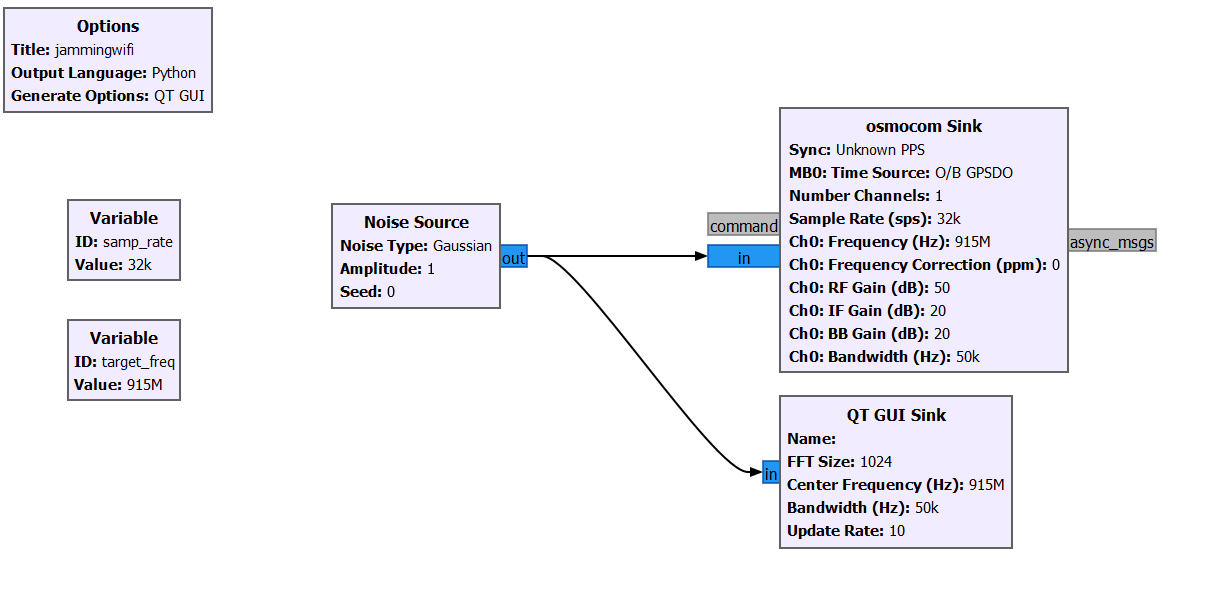 Options
Title: jammingwifi
Output Language: Python
Generate Options: QT GUI
Variable
ID: samp_rate
Value: 32k
Variable
ID: target_freq
Value: 915M
Noise Source
Noise Type: Gaussian
Amplitude: 1
Seed: 0
out
command
in
osmocom Sink
Sync: Unknown PPS
MB0: Time Source: O/B GPSDO
Number Channels: 1
Sample Rate (sps): 32k
Ch0: Frequency (Hz): 915M
Ch0: Frequency Correction (ppm): 0
Ch0: RF Gain (dB): 50
Ch0: IF Gain (dB): 20
Ch0: BB Gain (dB): 20
Ch0: Bandwidth (Hz): 50k
async_msgs
in
QT GUI Sink
Name:
FFT Size: 1024
Center Frequency (Hz): 915M
Bandwidth (Hz): 50k
Update Rate: 10